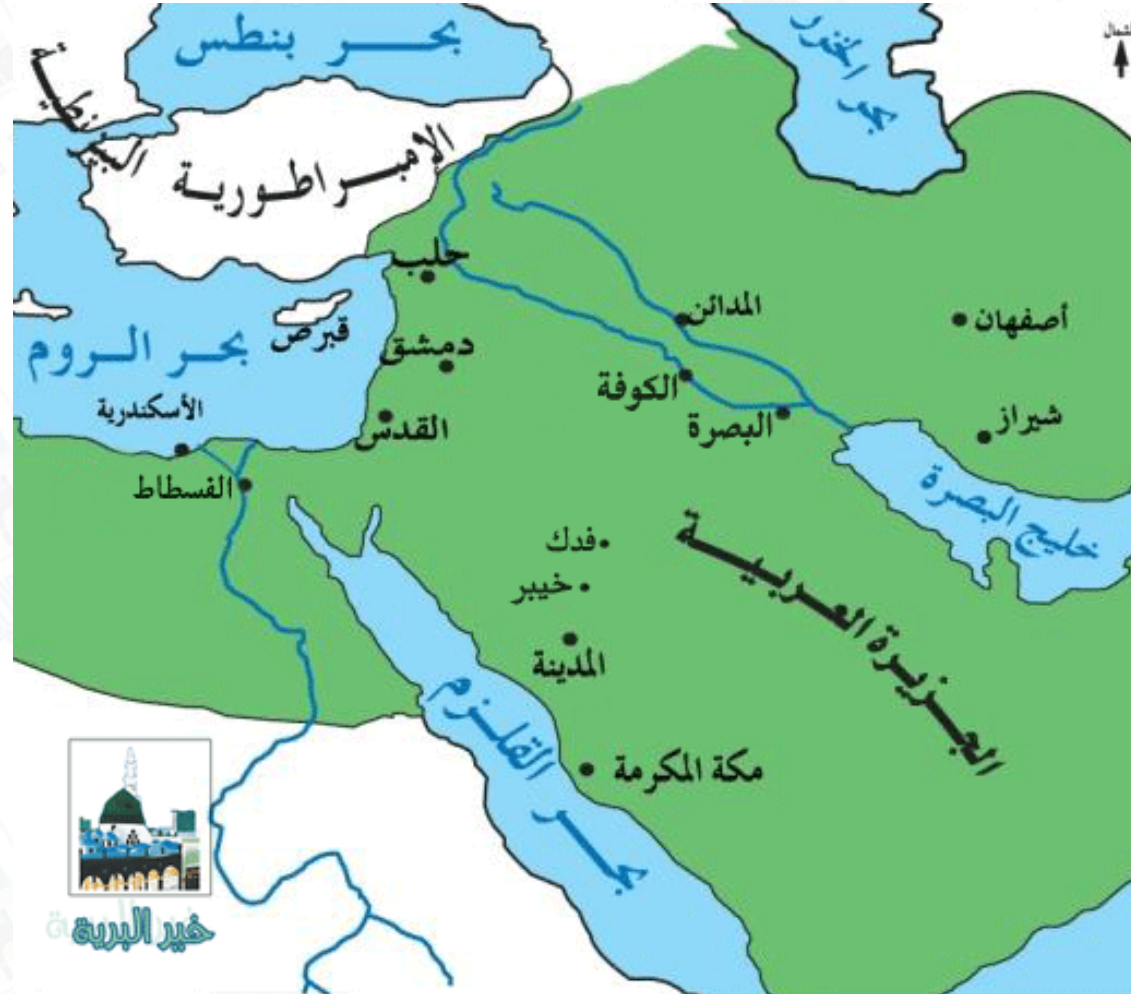 بحر بنطس
بحر الخزر
الشمال
الإمبراطورية
البيزنطية
حلب
المدائن
أصفهان
قبرص
دمشق
بحر الروم
الكوفة
الأسكندرية
القدس
البصرة
شيراز
الفسطاط
خليج البصرة
فدك
خيبر
الجزيرة العربية
المدينة
بحر القلزم
مكة المكرمة
خير البرية